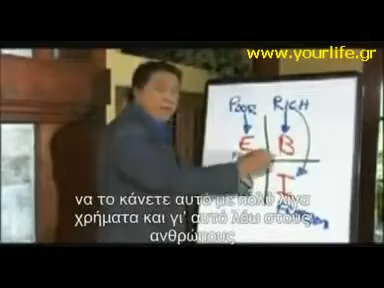 www.yourlife.gr
POOR RICH
E B
I
να το κάνετε αυτό με πολύ λίγα
χρήματα και γι' αυτό λέω στους
ανθρώπους